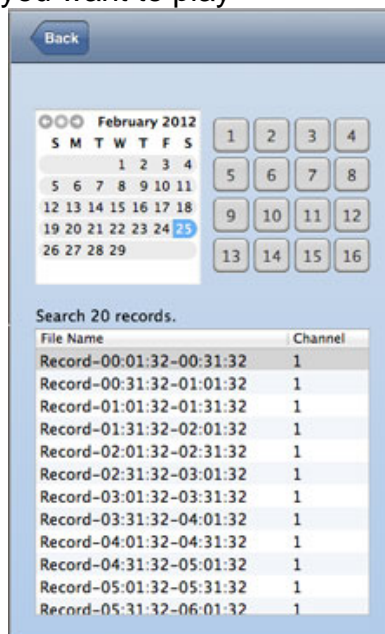 you want to play
Back
February 2012
S M T W T F S
1 2 3 4
5 6 7 8 9 10 11
12 13 14 15 16 17 18
19 20 21 22 23 24 25
26 27 28 29
1 2 3 4
5 6 7 8
9 10 11 12
13 14 15 16
Search 20 records.
File Name Channel
Record-00:01:32-00:31:32 1
Record-00:31:32-01:01:32 1
Record-01:01:32-01:31:32 1
Record-01:31:32-02:01:32 1
Record-02:01:32-02:31:32 1
Record-02:31:32-03:01:32 1
Record-03:01:32-03:31:32 1
Record-03:31:32-04:01:32 1
Record-04:01:32-04:31:32 1
Record-04:31:32-05:01:32 1
Record-05:01:32-05:31:32 1
Record-05:31:32-06:01:32 1